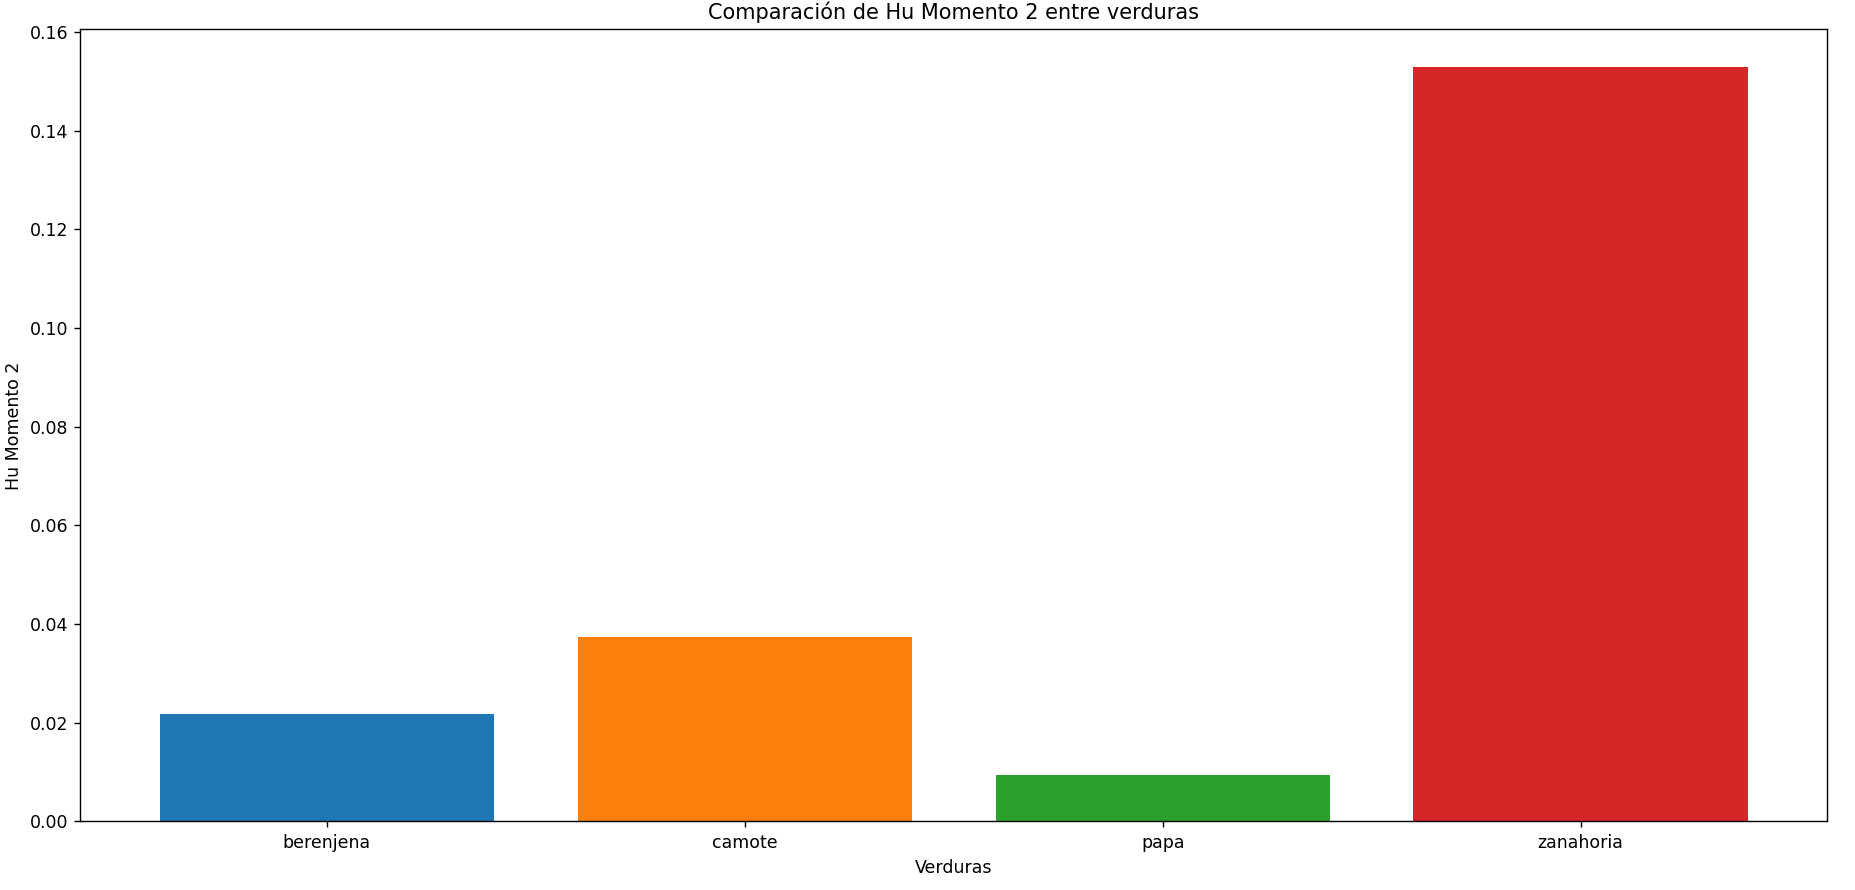 Comparación de Hu Momento 2 entre verduras
0.16
0.14
0.12
0.10
0.08
0.06
0.04
0.02
0.00
Hu Momento 2
berenjena
camote
papa
zanahoria
Verduras